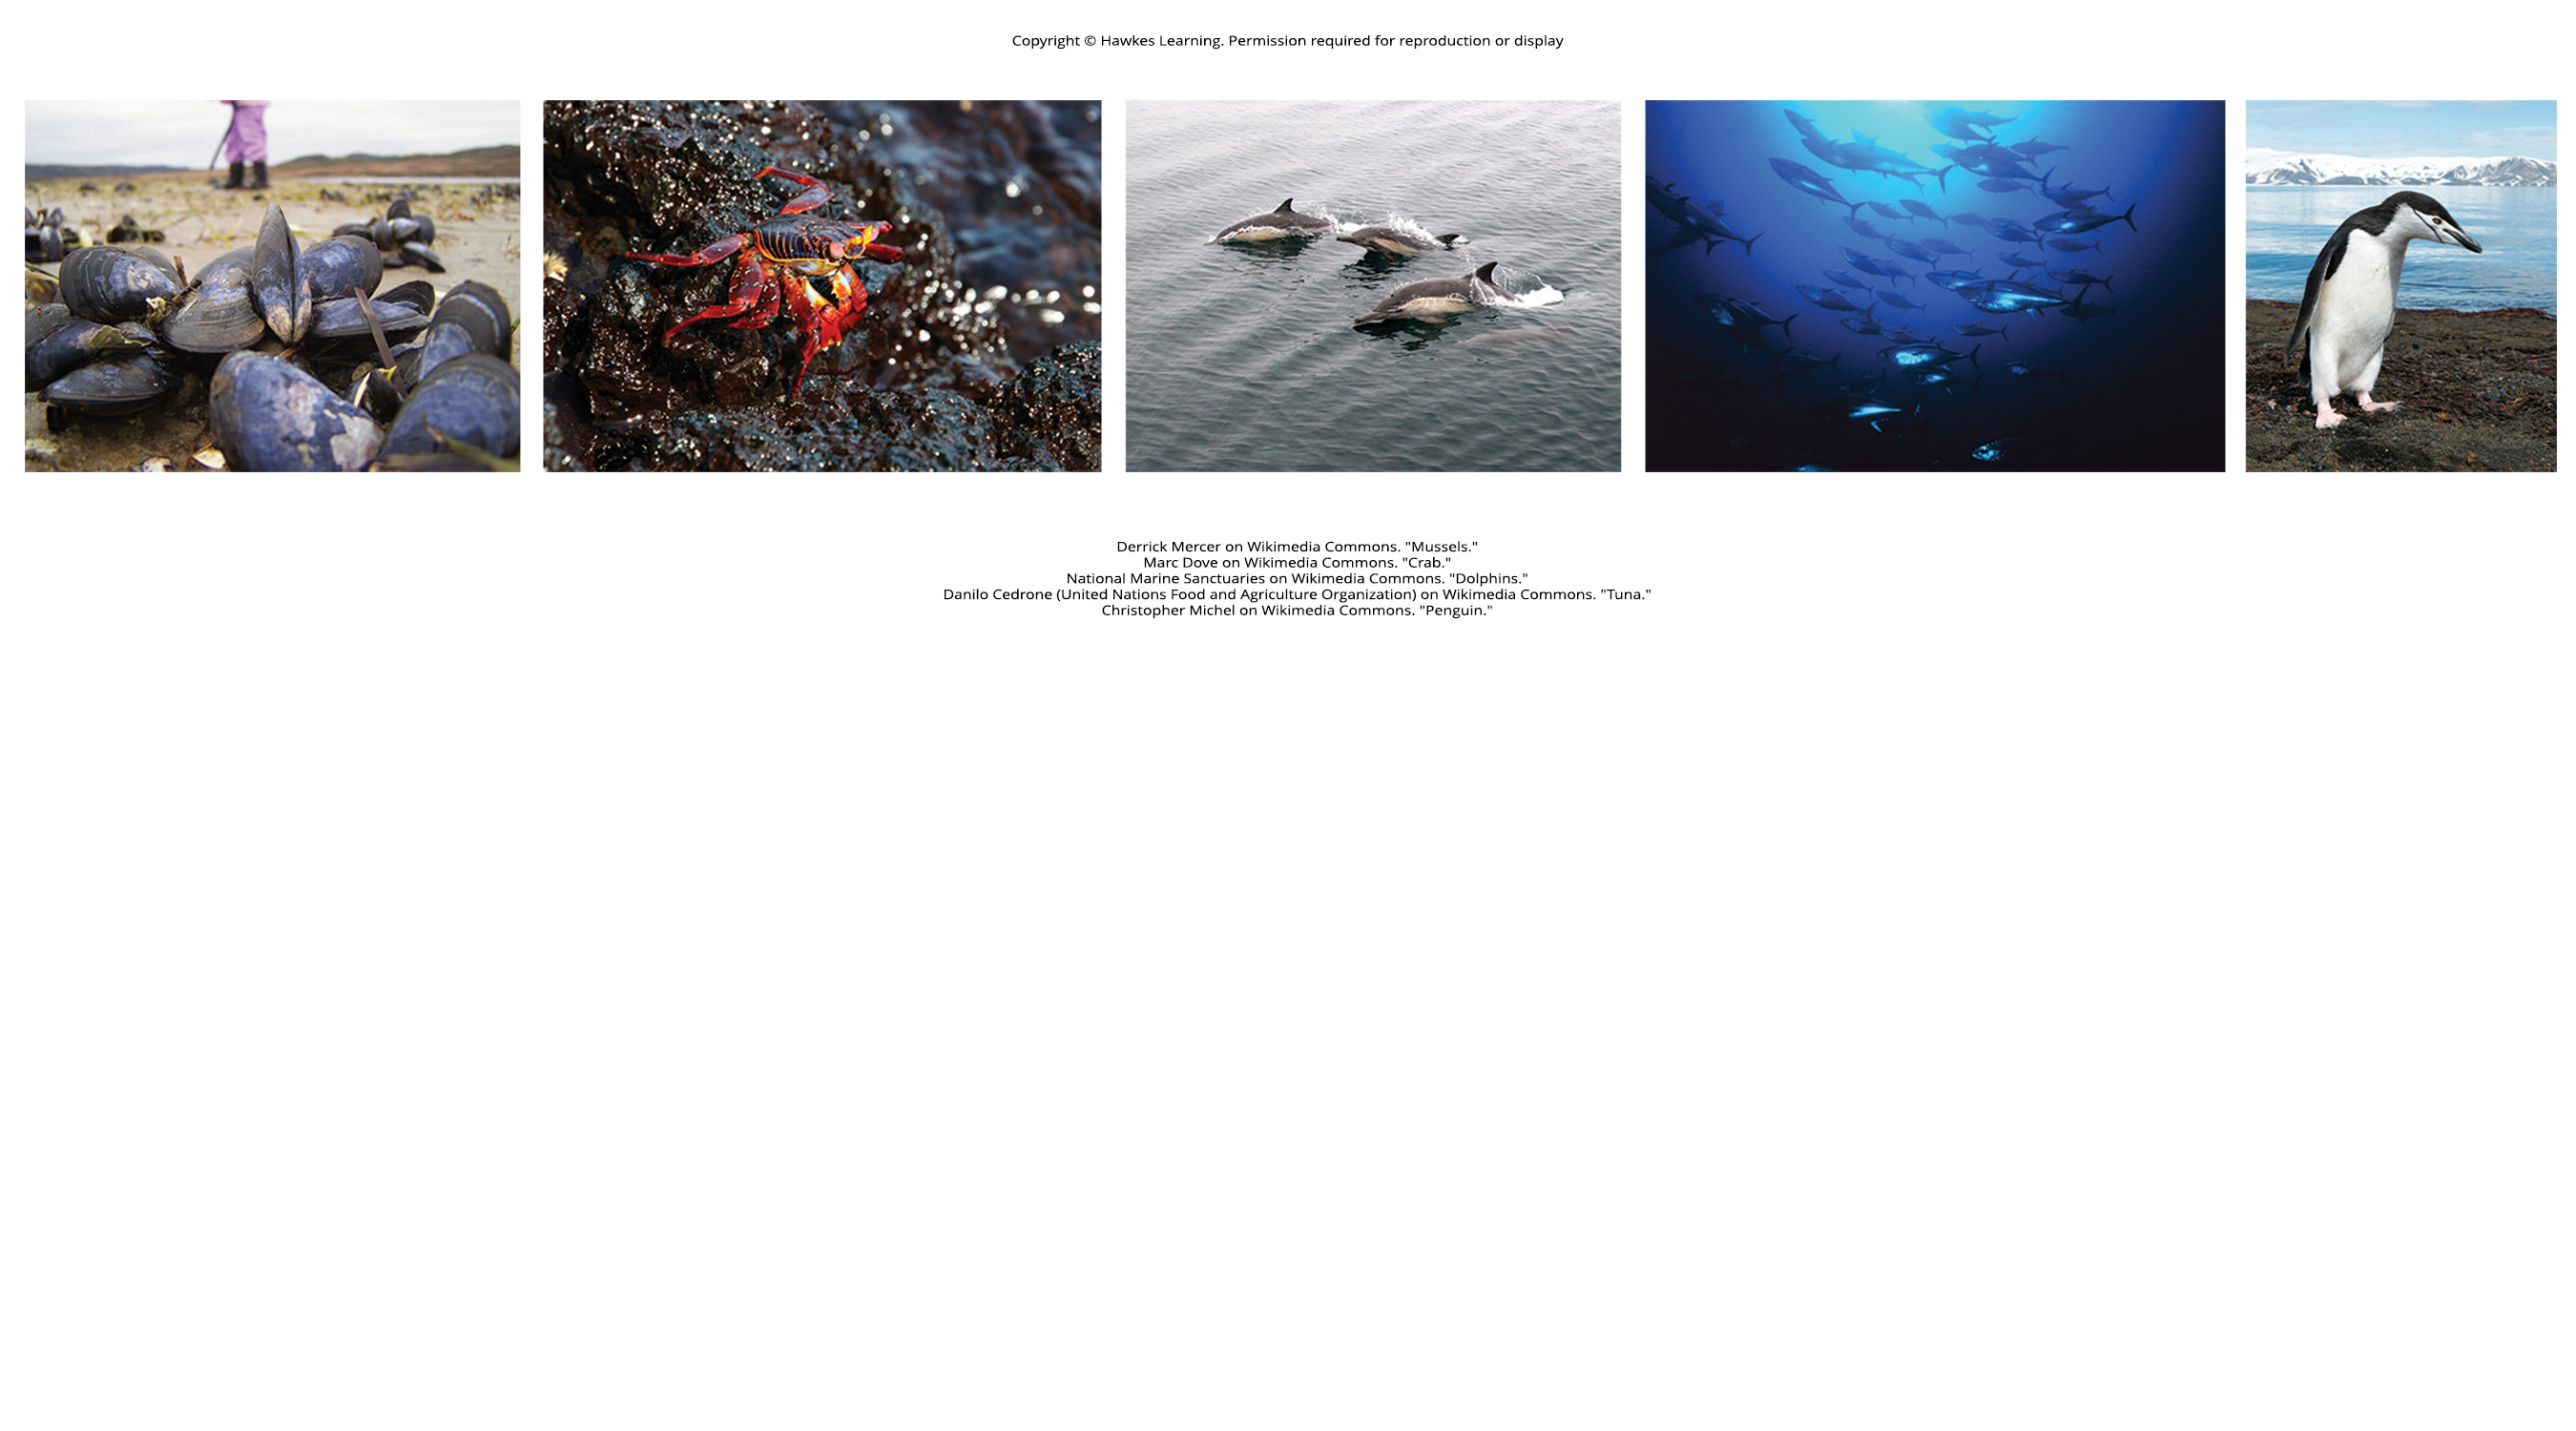 Copyright © Hawkes Learning. Permission required for reproduction or display
Derrick Mercer on Wikimedia Commons. "Mussels."
Marc Dove on Wikimedia Commons. "Crab."
National Marine Sanctuaries on Wikimedia Commons. "Dolphins."
Danilo Cedrone (United Nations Food and Agriculture Organization) on Wikimedia Commons. "Tuna."
Christopher Michel on Wikimedia Commons. "Penguin."